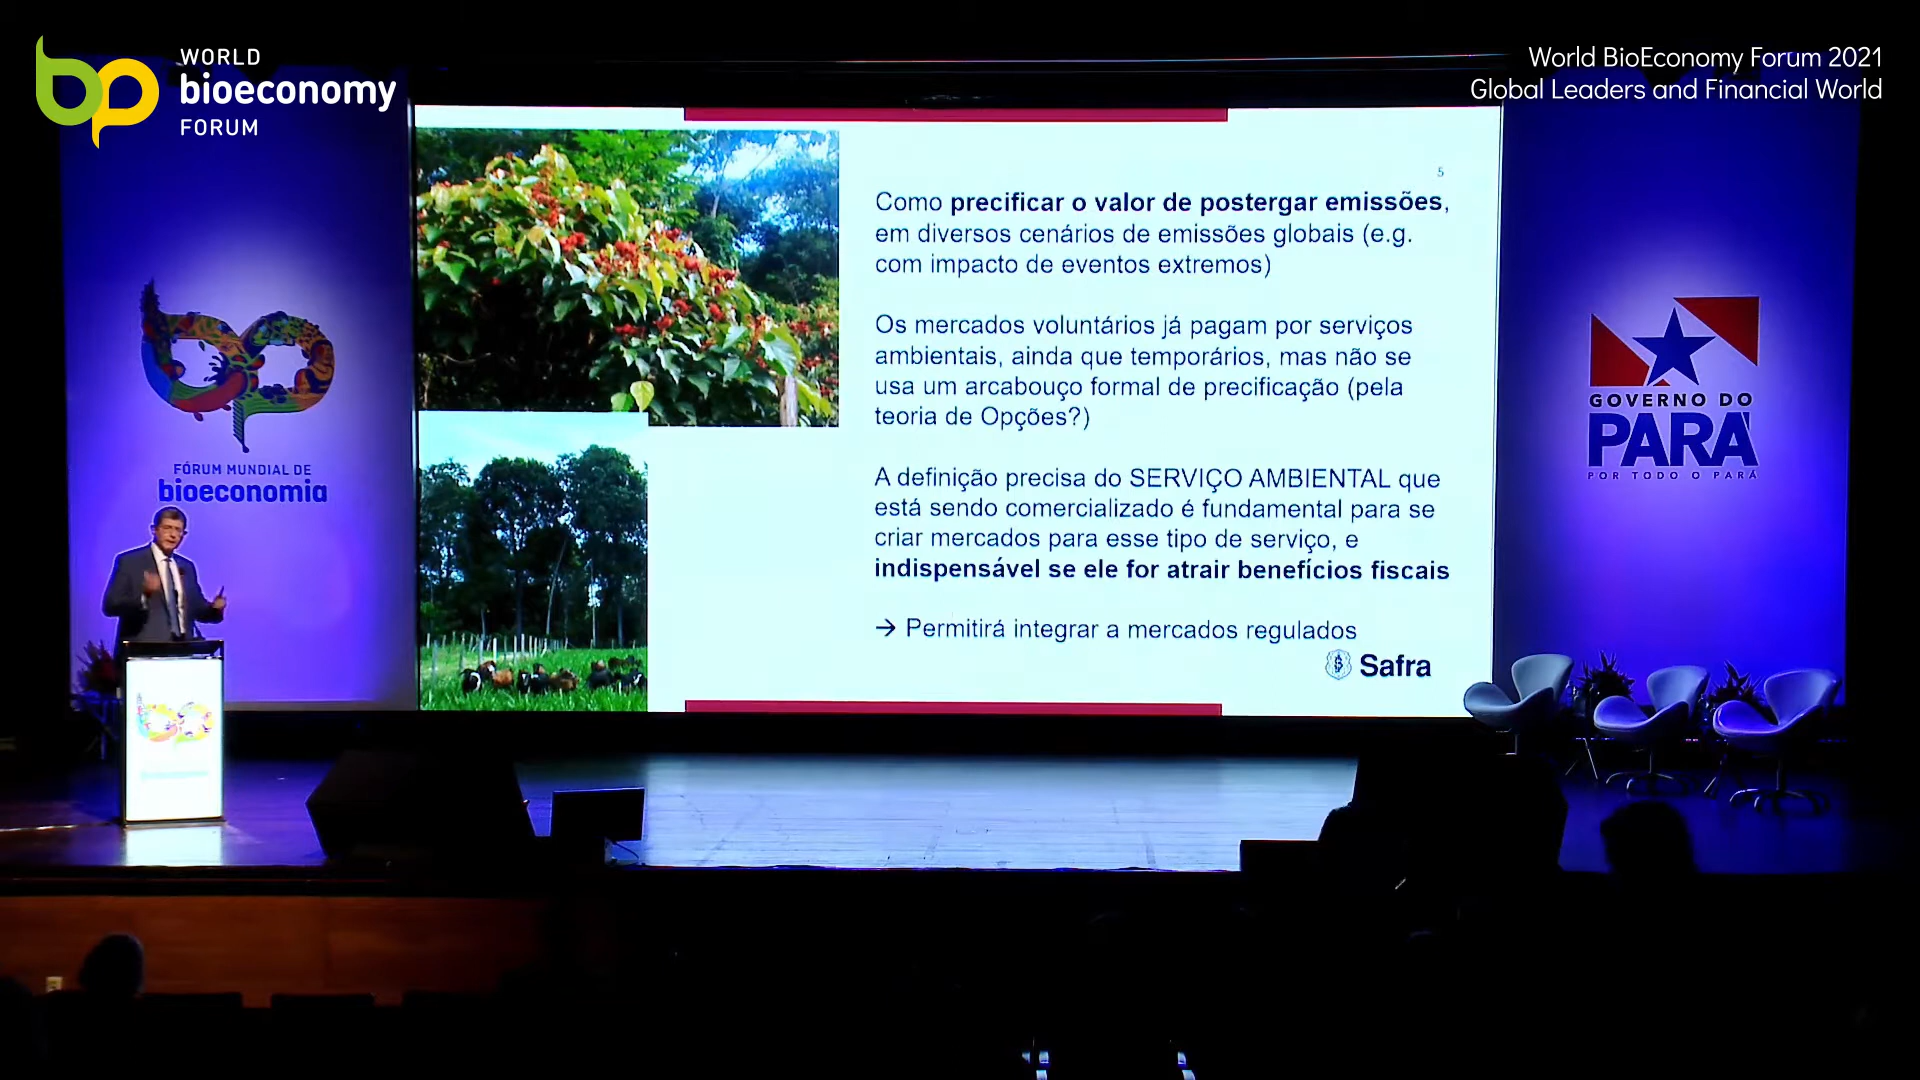 WORLD
bioeconomy
FORUM
World BioEconomy Forum 2021
Global Leaders and Financial World
5
Como precificar o valor de postergar emissões,
em diversos cenários de emissões globais (e.g.
com impacto de eventos extremos)
Os mercados voluntários já pagam por serviços
ambientais, ainda que temporários, mas não se
usa um arcabouço formal de precificação (pela
teoria de Opções?)
A definição precisa do SERVIÇO AMBIENTAL que
está sendo comercializado é fundamental para se
criar mercados para esse tipo de serviço, e
indispensável se ele for atrair benefícios fiscais
→ Permitirá integrar a mercados regulados
Safra
FÓRUM MUNDIAL DE
bioeconomia
GOVERNO DO
PARÁ
POR TODO O PARÁ